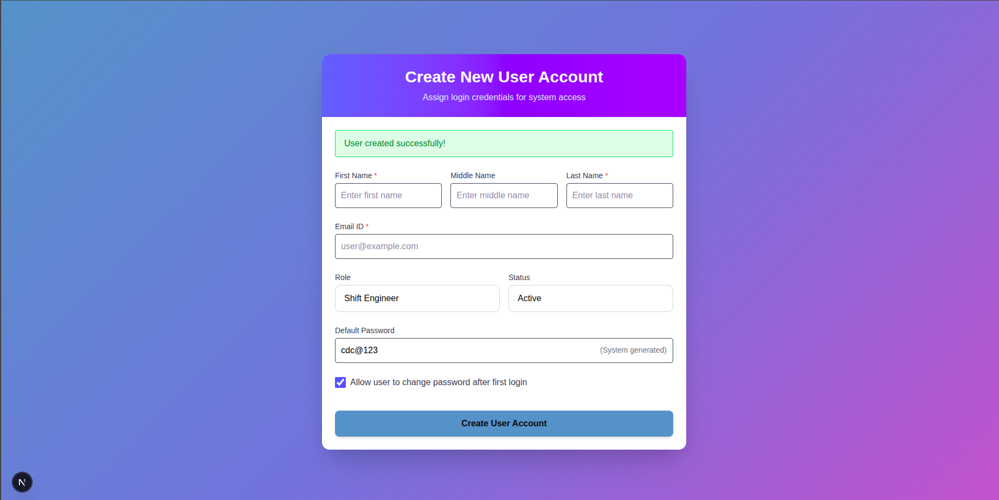 Create New User Account
Assign login credentials for system access
User created successfully!
First Name * Middle Name Last Name *
Enter first name Enter middle name Enter last name
Email ID *
user@example.com
Role Status
Shift Engineer Active
Default Password
cdc@123 (System generated)
Allow user to change password after first login
Create User Account
N